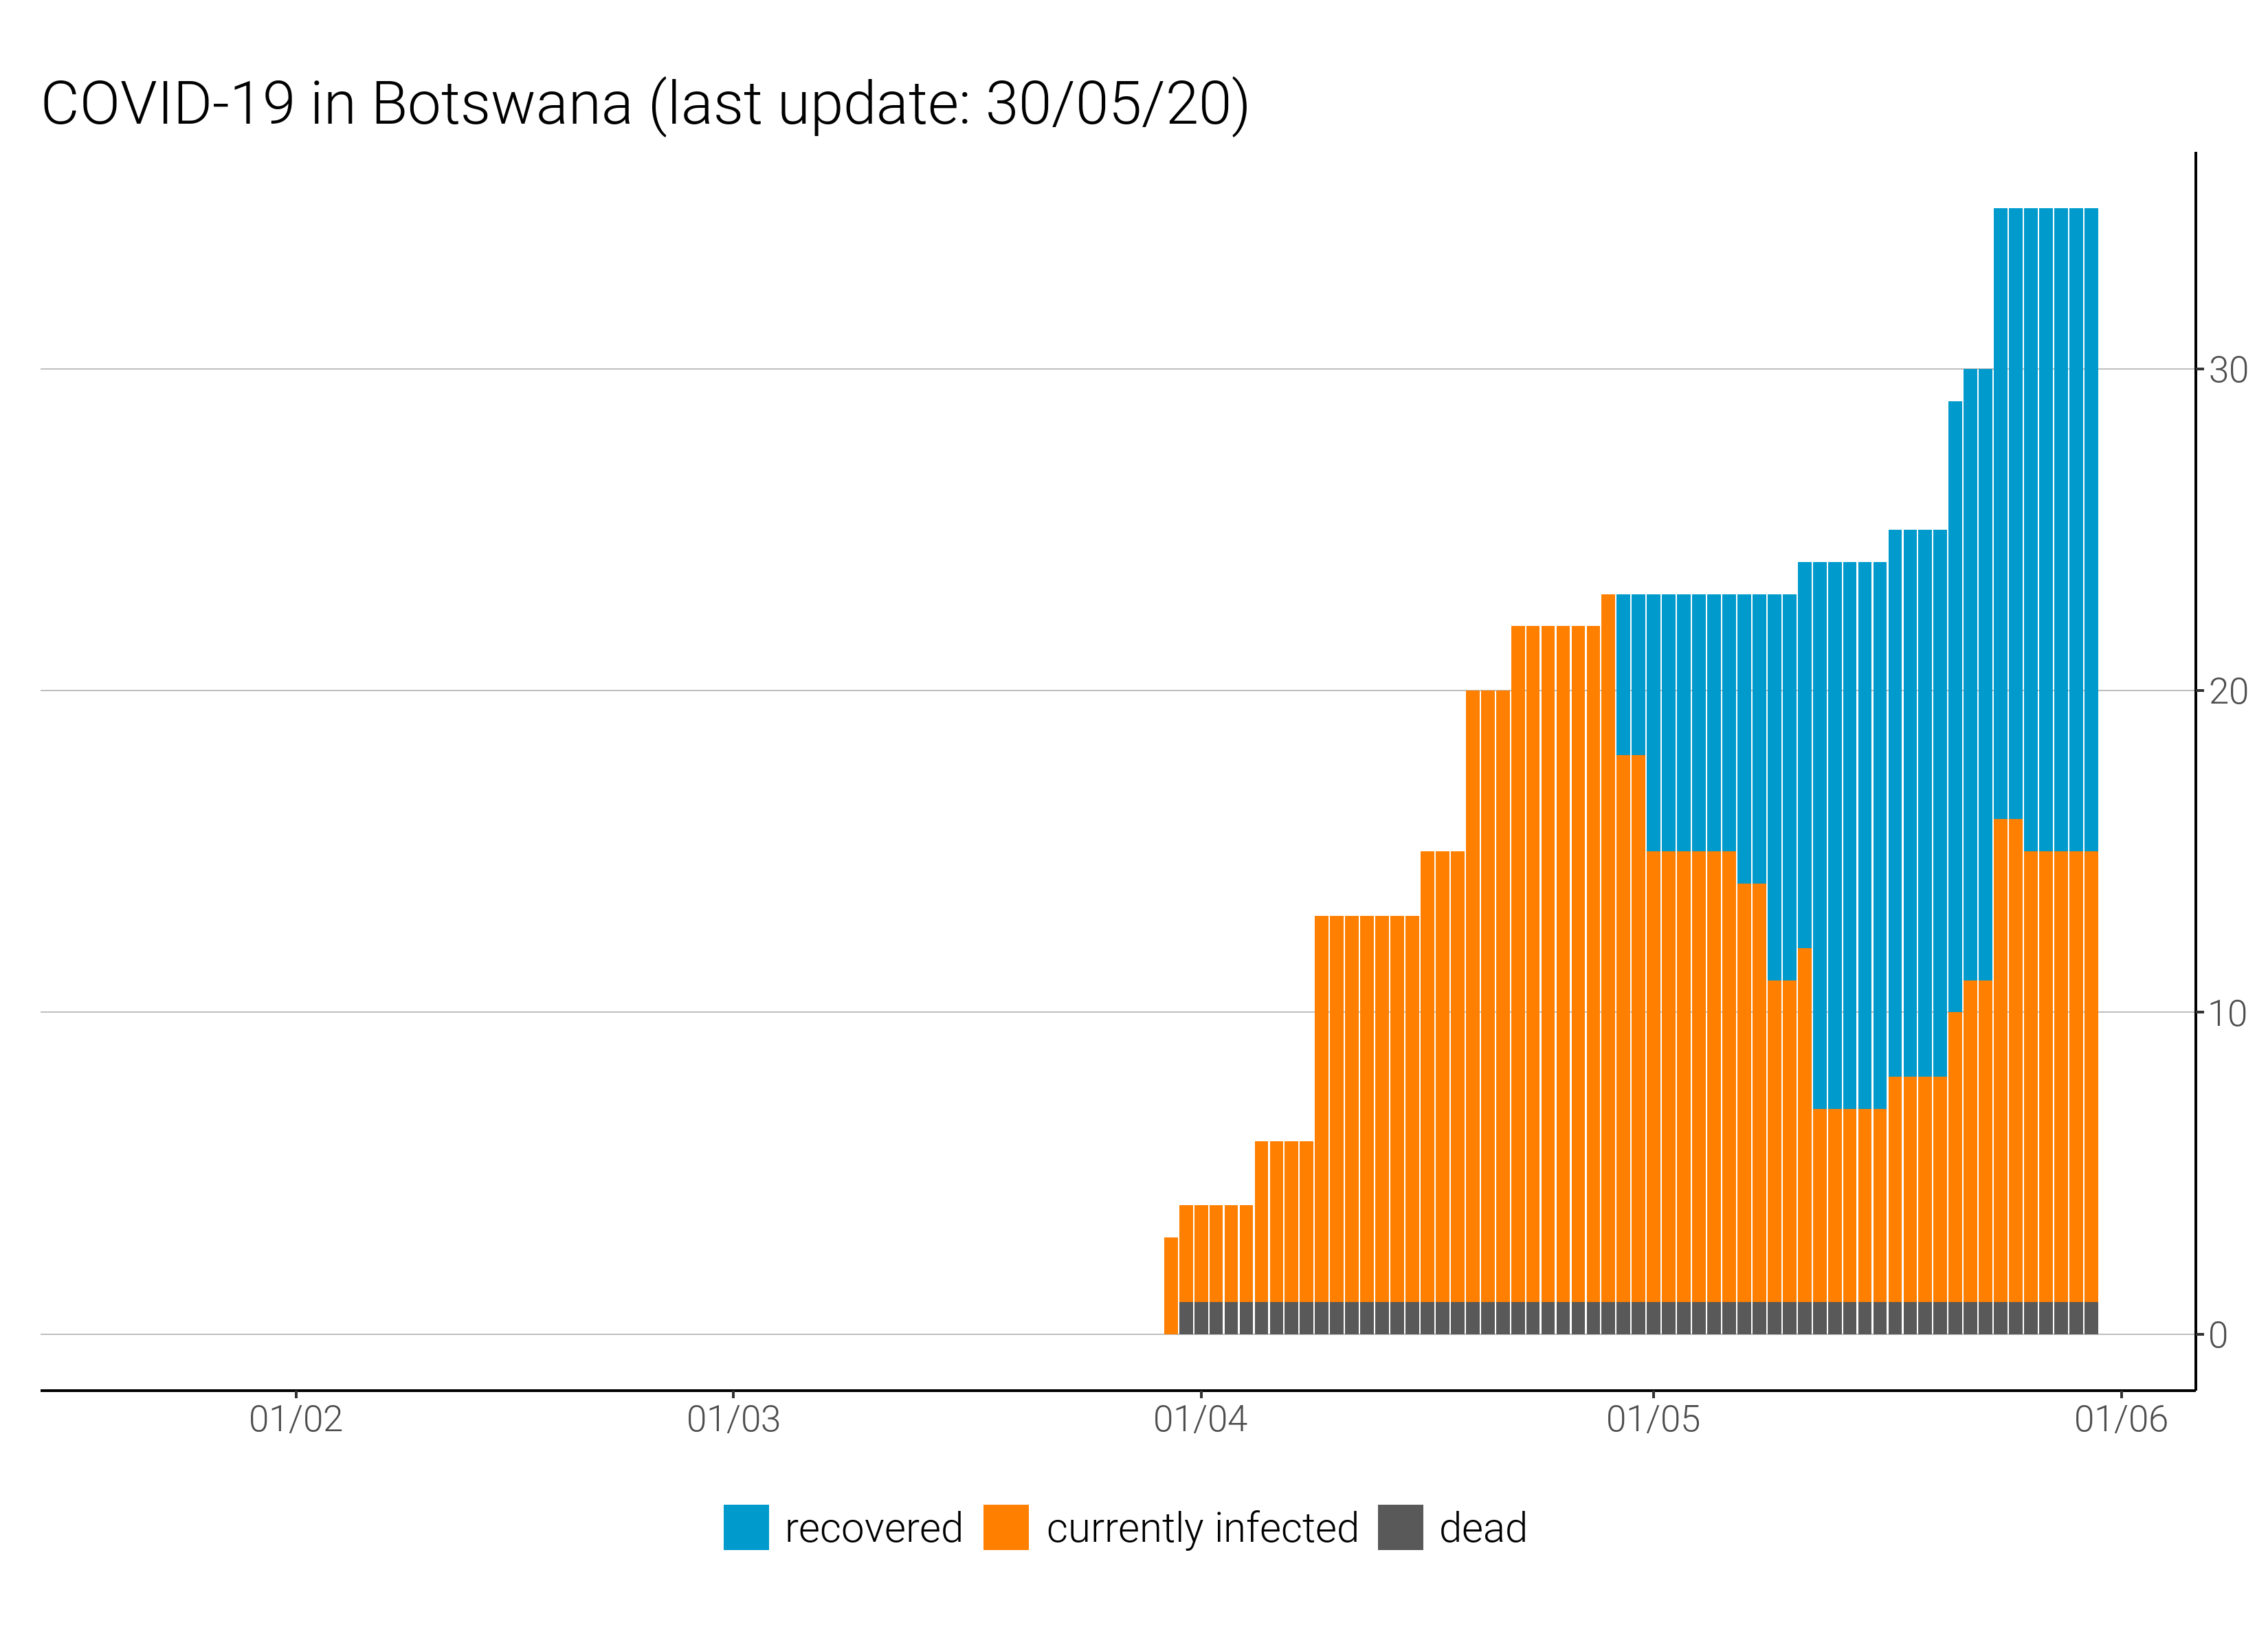 COVID-19 in Botswana (last update: 30/05/20)
30
20
10
0
01/02 01/03 01/04 01/05 01/06
recovered currently infected dead